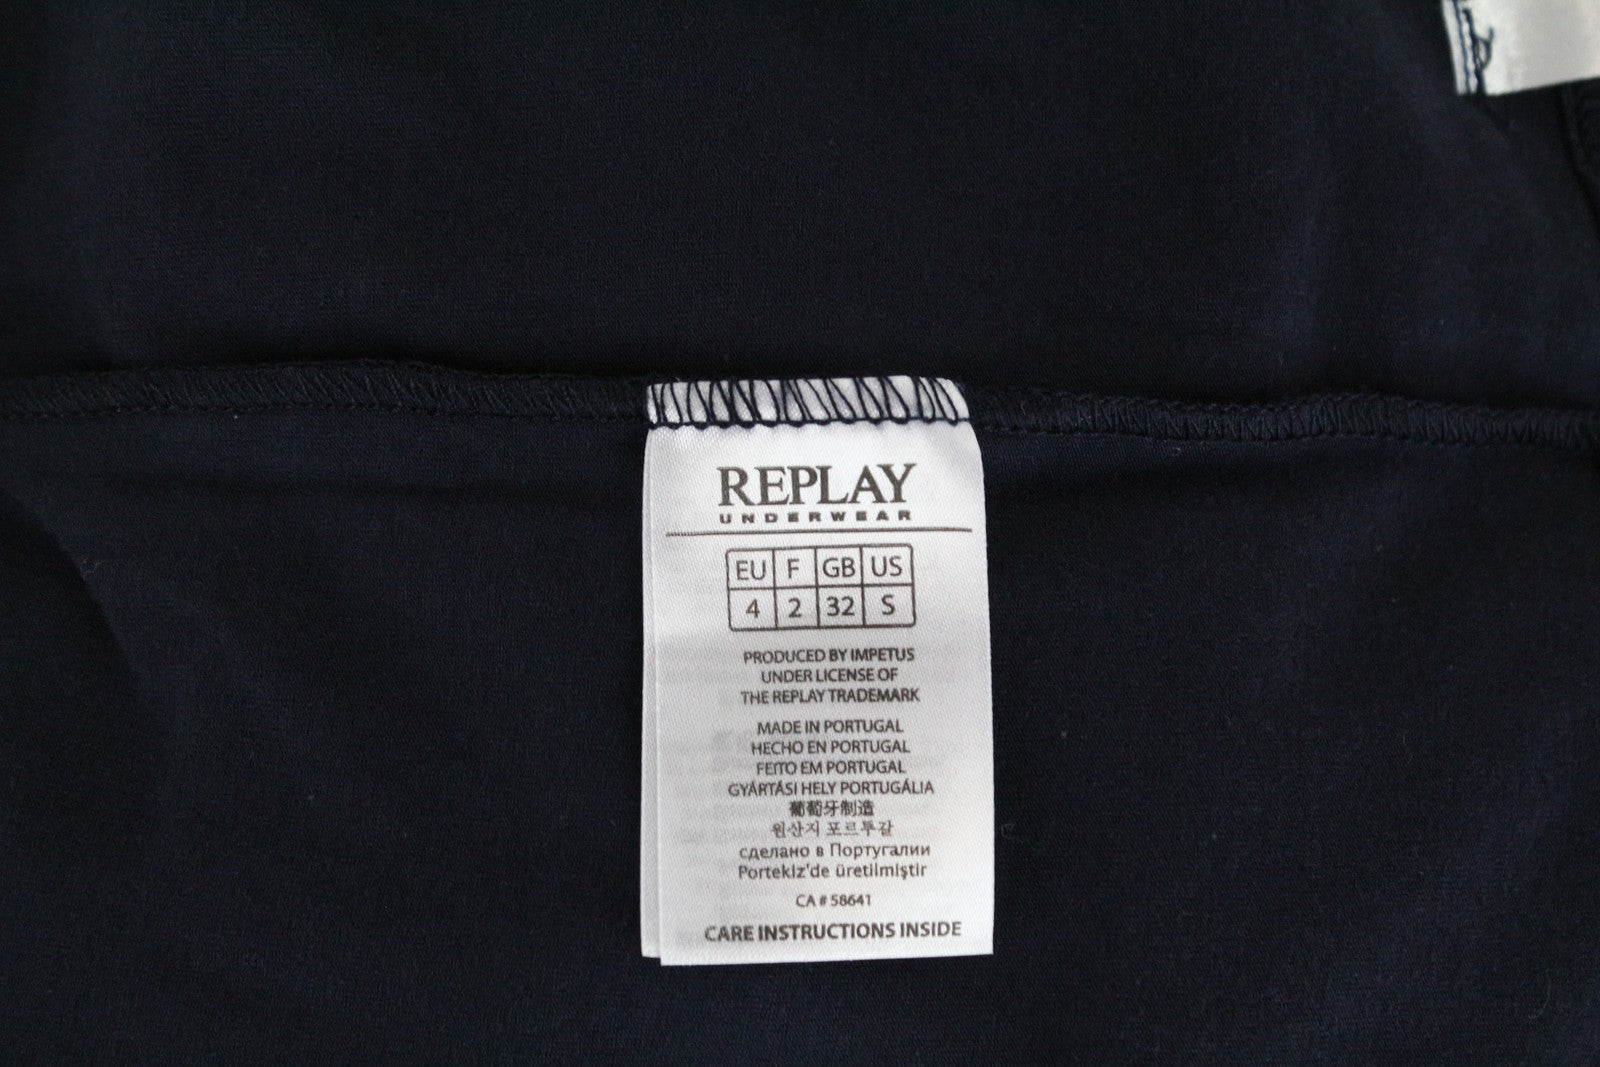 REPLAY
UNDERWEAR
EU F GB US
4 2 32 S
PRODUCED BY IMPETUS
UNDER LICENSE OF
THE REPLAY TRADEMARK
MADE IN PORTUGAL
HECHO EN PORTUGAL
FEITO EM PORTUGAL
GYÁRTÁSI HELY PORTUGÁLIA
葡萄牙制造
원산지 포르투갈
сделано в Португалии
Portekiz'de üretilmiştir
CA # 58641
CARE INSTRUCTIONS INSIDE